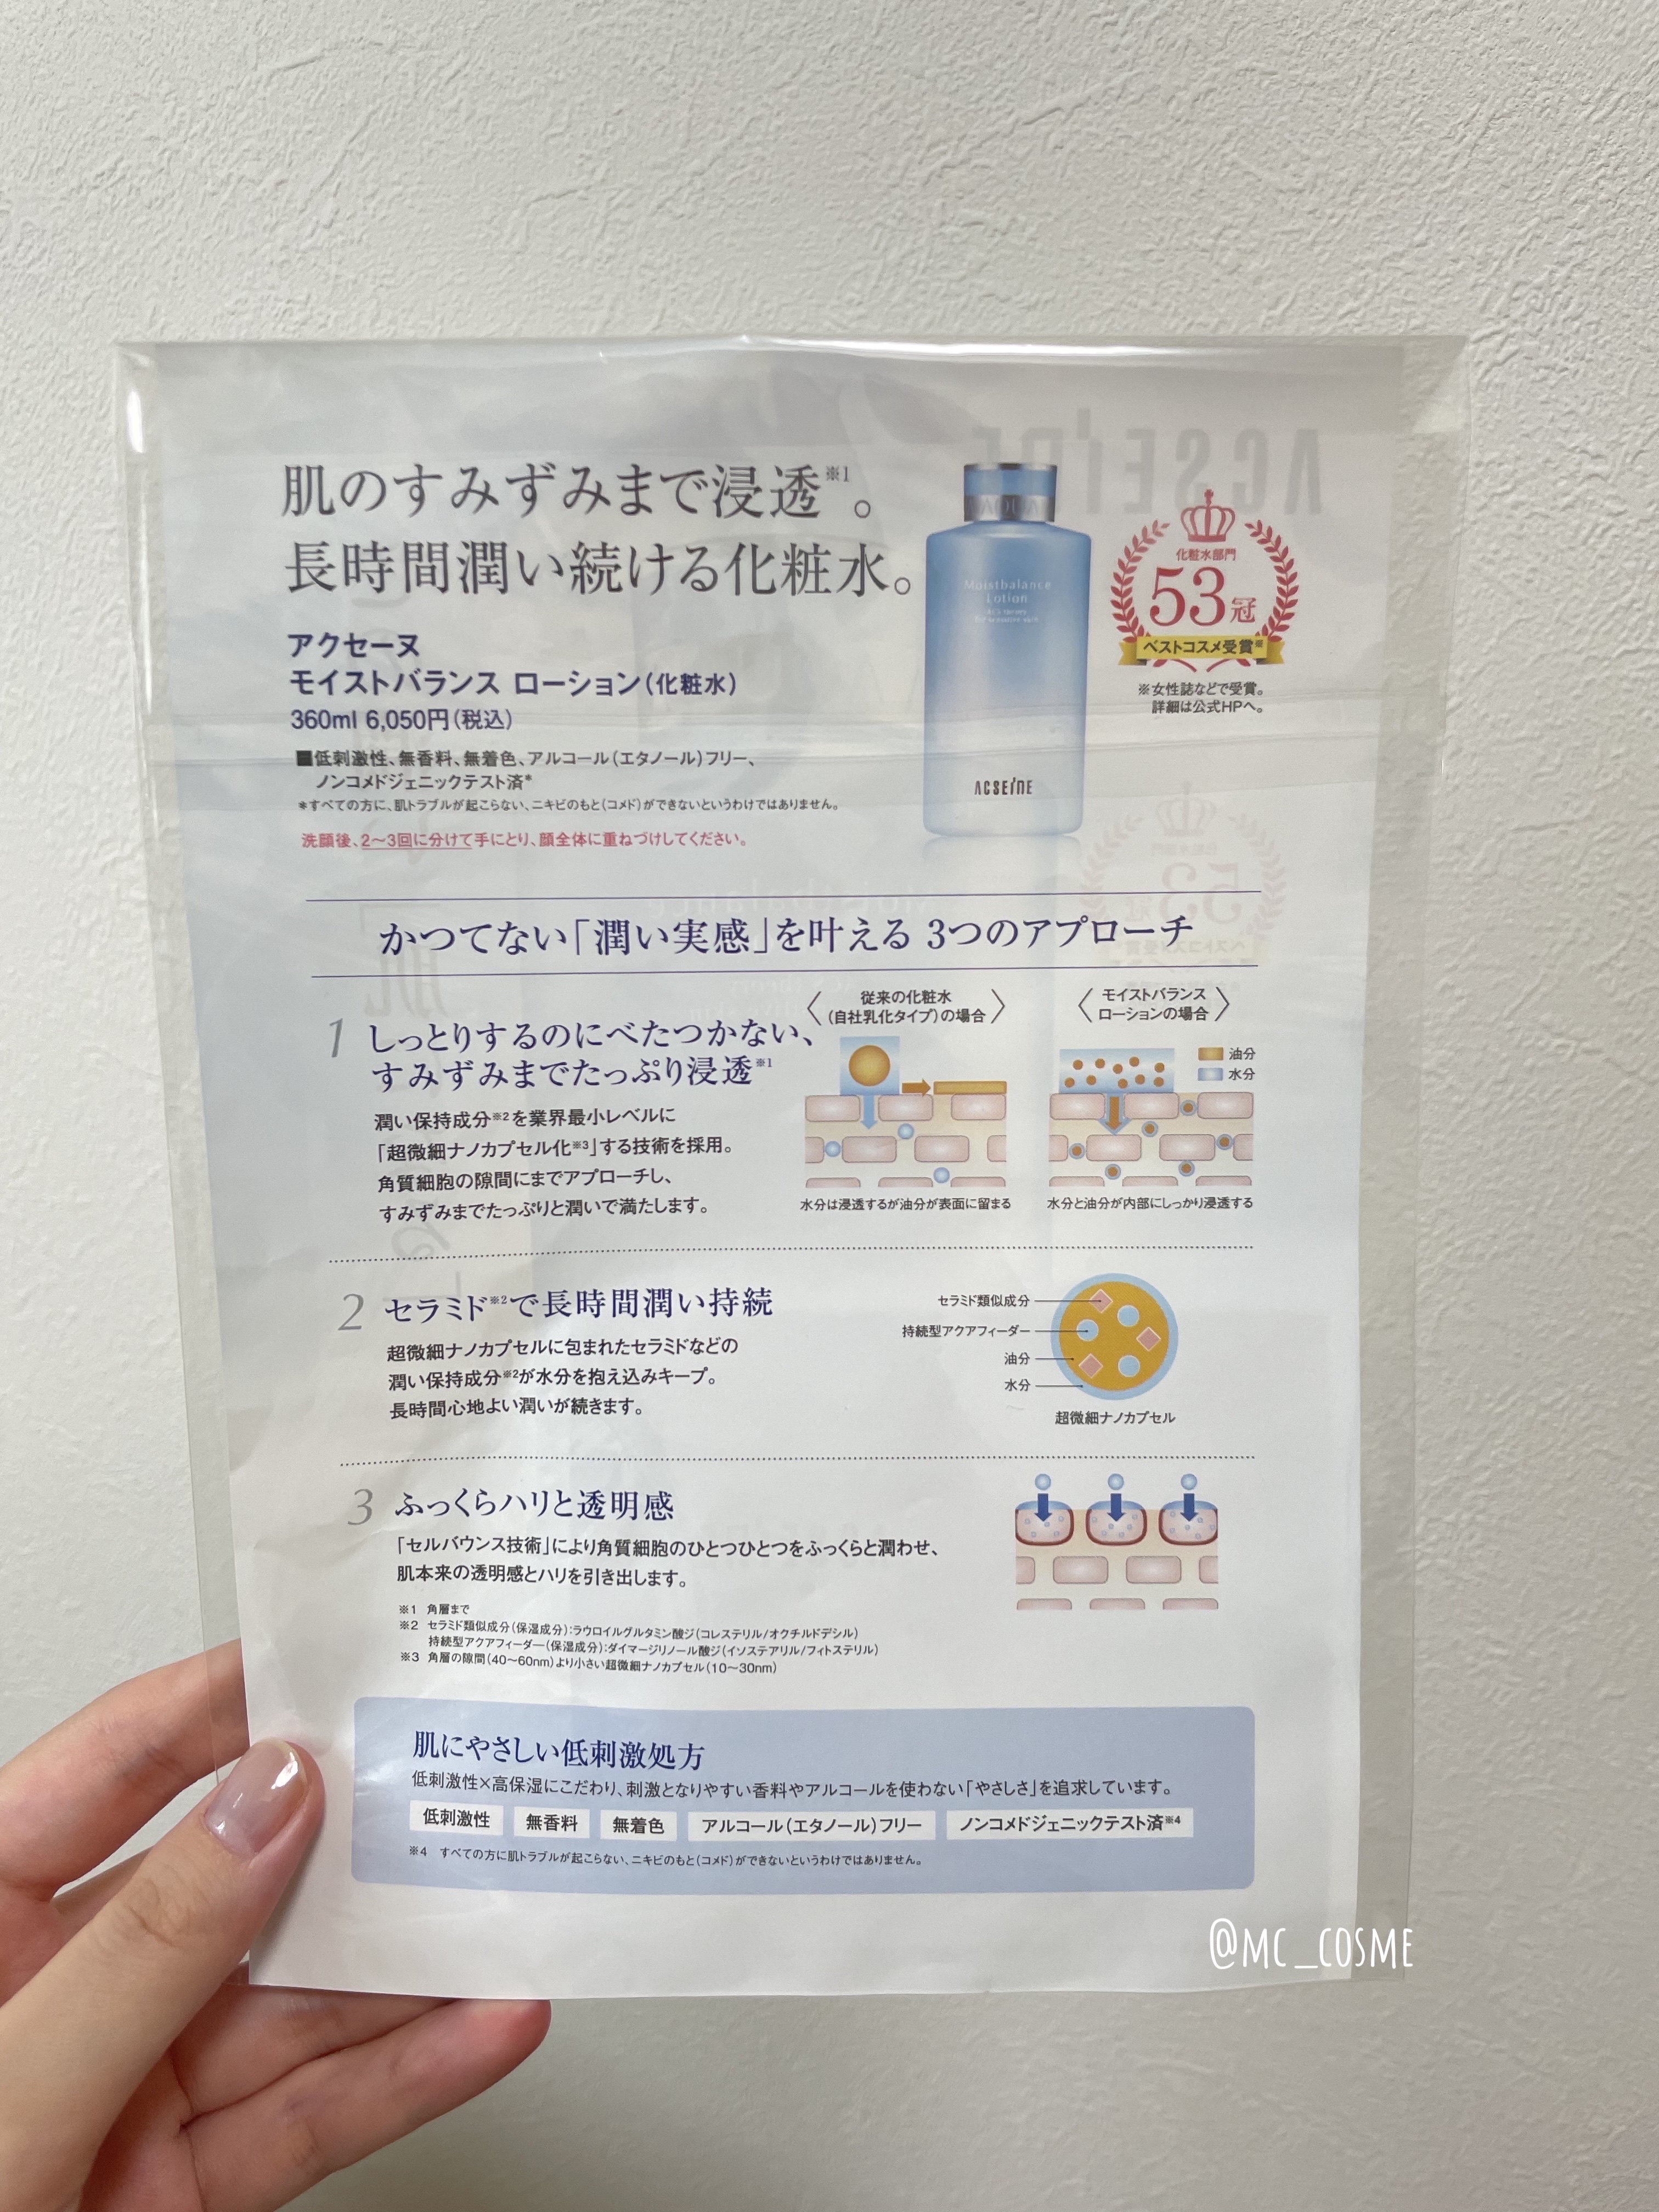 肌のすみずみまで浸透※1。
長時間潤い続ける化粧水。
アクセーヌ
モイストバランス ローション（化粧水）
360ml 6,050円（税込）
■低刺激性、無香料、無着色、アルコール（エタノール）フリー、
ノンコメドジェニックテスト済*
*すべての方に、肌トラブルが起こらない、ニキビのもと（コメド）ができないというわけではありません。
洗顔後、2〜3回に分けて手にとり、顔全体に重ねづけしてください。
Moistbalance
Lotion
for sensitive skin
ACSEINE
化粧水部門
53冠
ベストコスメ受賞※
※女性誌などで受賞。
詳細は公式HPへ。
かつてない「潤い実感」を叶える 3つのアプローチ
1 しっとりするのにべたつかない、
すみずみまでたっぷり浸透※1
潤い保持成分※2を業界最小レベルに
「超微細ナノカプセル化※3」する技術を採用。
角質細胞の隙間にまでアプローチし、
すみずみまでたっぷりと潤いで満たします。
従来の化粧水
（自社乳化タイプ）の場合
水分は浸透するが油分が表面に留まる
モイストバランス
ローションの場合
油分
水分
水分と油分が内部にしっかり浸透する
2 セラミド※2で長時間潤い持続
超微細ナノカプセルに包まれたセラミドなどの
潤い保持成分※2が水分を抱え込みキープ。
長時間心地よい潤いが続きます。
セラミド類似成分
持続型アクアフィーダー
油分
水分
超微細ナノカプセル
3 ふっくらハリと透明感
「セルバウンス技術」により角質細胞のひとつひとつをふっくらと潤わせ、
肌本来の透明感とハリを引き出します。
※1 角層まで
※2 セラミド類似成分（保湿成分）：ラウロイルグルタミン酸ジ（コレステリル/オクチルドデシル）
持続型アクアフィーダー（保湿成分）：ダイマージリノール酸ジ（イソステアリル/フィトステリル）
※3 角層の隙間（40〜60nm）より小さい超微細ナノカプセル（10〜30nm）
肌にやさしい低刺激処方
低刺激性×高保湿にこだわり、刺激となりやすい香料やアルコールを使わない「やさしさ」を追求しています。
低刺激性 無香料 無着色 アルコール（エタノール）フリー ノンコメドジェニックテスト済※4
※4 すべての方に肌トラブルが起こらない、ニキビのもと（コメド）ができないというわけではありません。
@MC_COSME